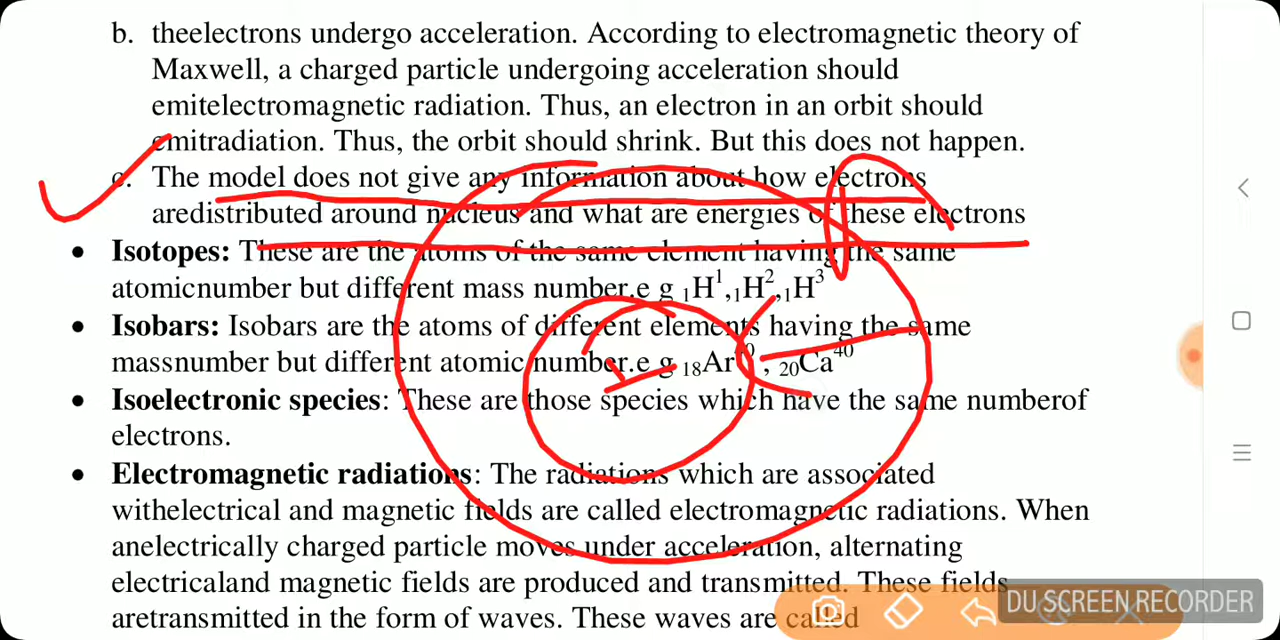 b. theelectrons undergo acceleration. According to electromagnetic theory of
Maxwell, a charged particle undergoing acceleration should
emitelectromagnetic radiation. Thus, an electron in an orbit should
emitradiation. Thus, the orbit should shrink. But this does not happen.
c. The model does not give any information about how electrons
aredistributed around nucleus and what are energies of these electrons
• Isotopes: These are the atoms of the same element having the same
atomicnumber but different mass number.e g ₁H¹,₁H²,₁H³
• Isobars: Isobars are the atoms of different elements having the same
massnumber but different atomic number.e g ₁₈Ar⁴⁰ , ₂₀Ca⁴⁰
• Isoelectronic species: These are those species which have the same numberof
electrons.
• Electromagnetic radiations: The radiations which are associated
withelectrical and magnetic fields are called electromagnetic radiations. When
anelectrically charged particle moves under acceleration, alternating
electricaland magnetic fields are produced and transmitted. These fields
aretransmitted in the form of waves. These waves are called
DU SCREEN RECORDER